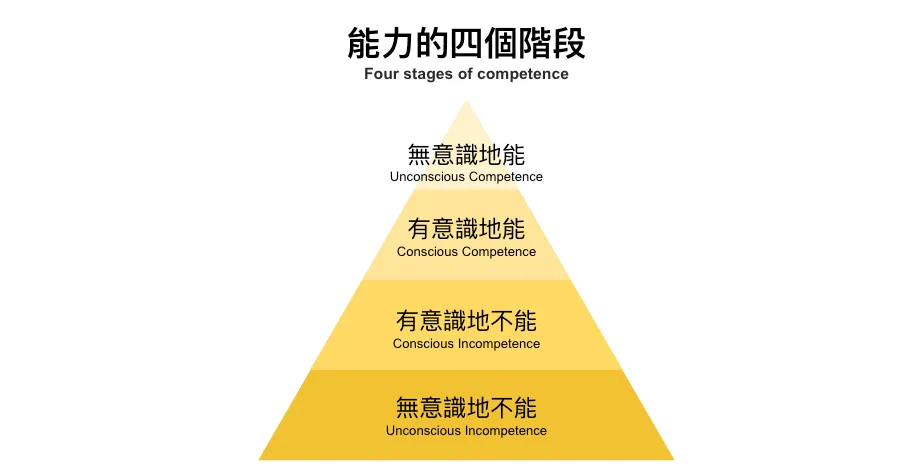 能力的四個階段
Four stages of competence
無意識地能
Unconscious Competence
有意識地能
Conscious Competence
有意識地不能
Conscious Incompetence
無意識地不能
Unconscious Incompetence